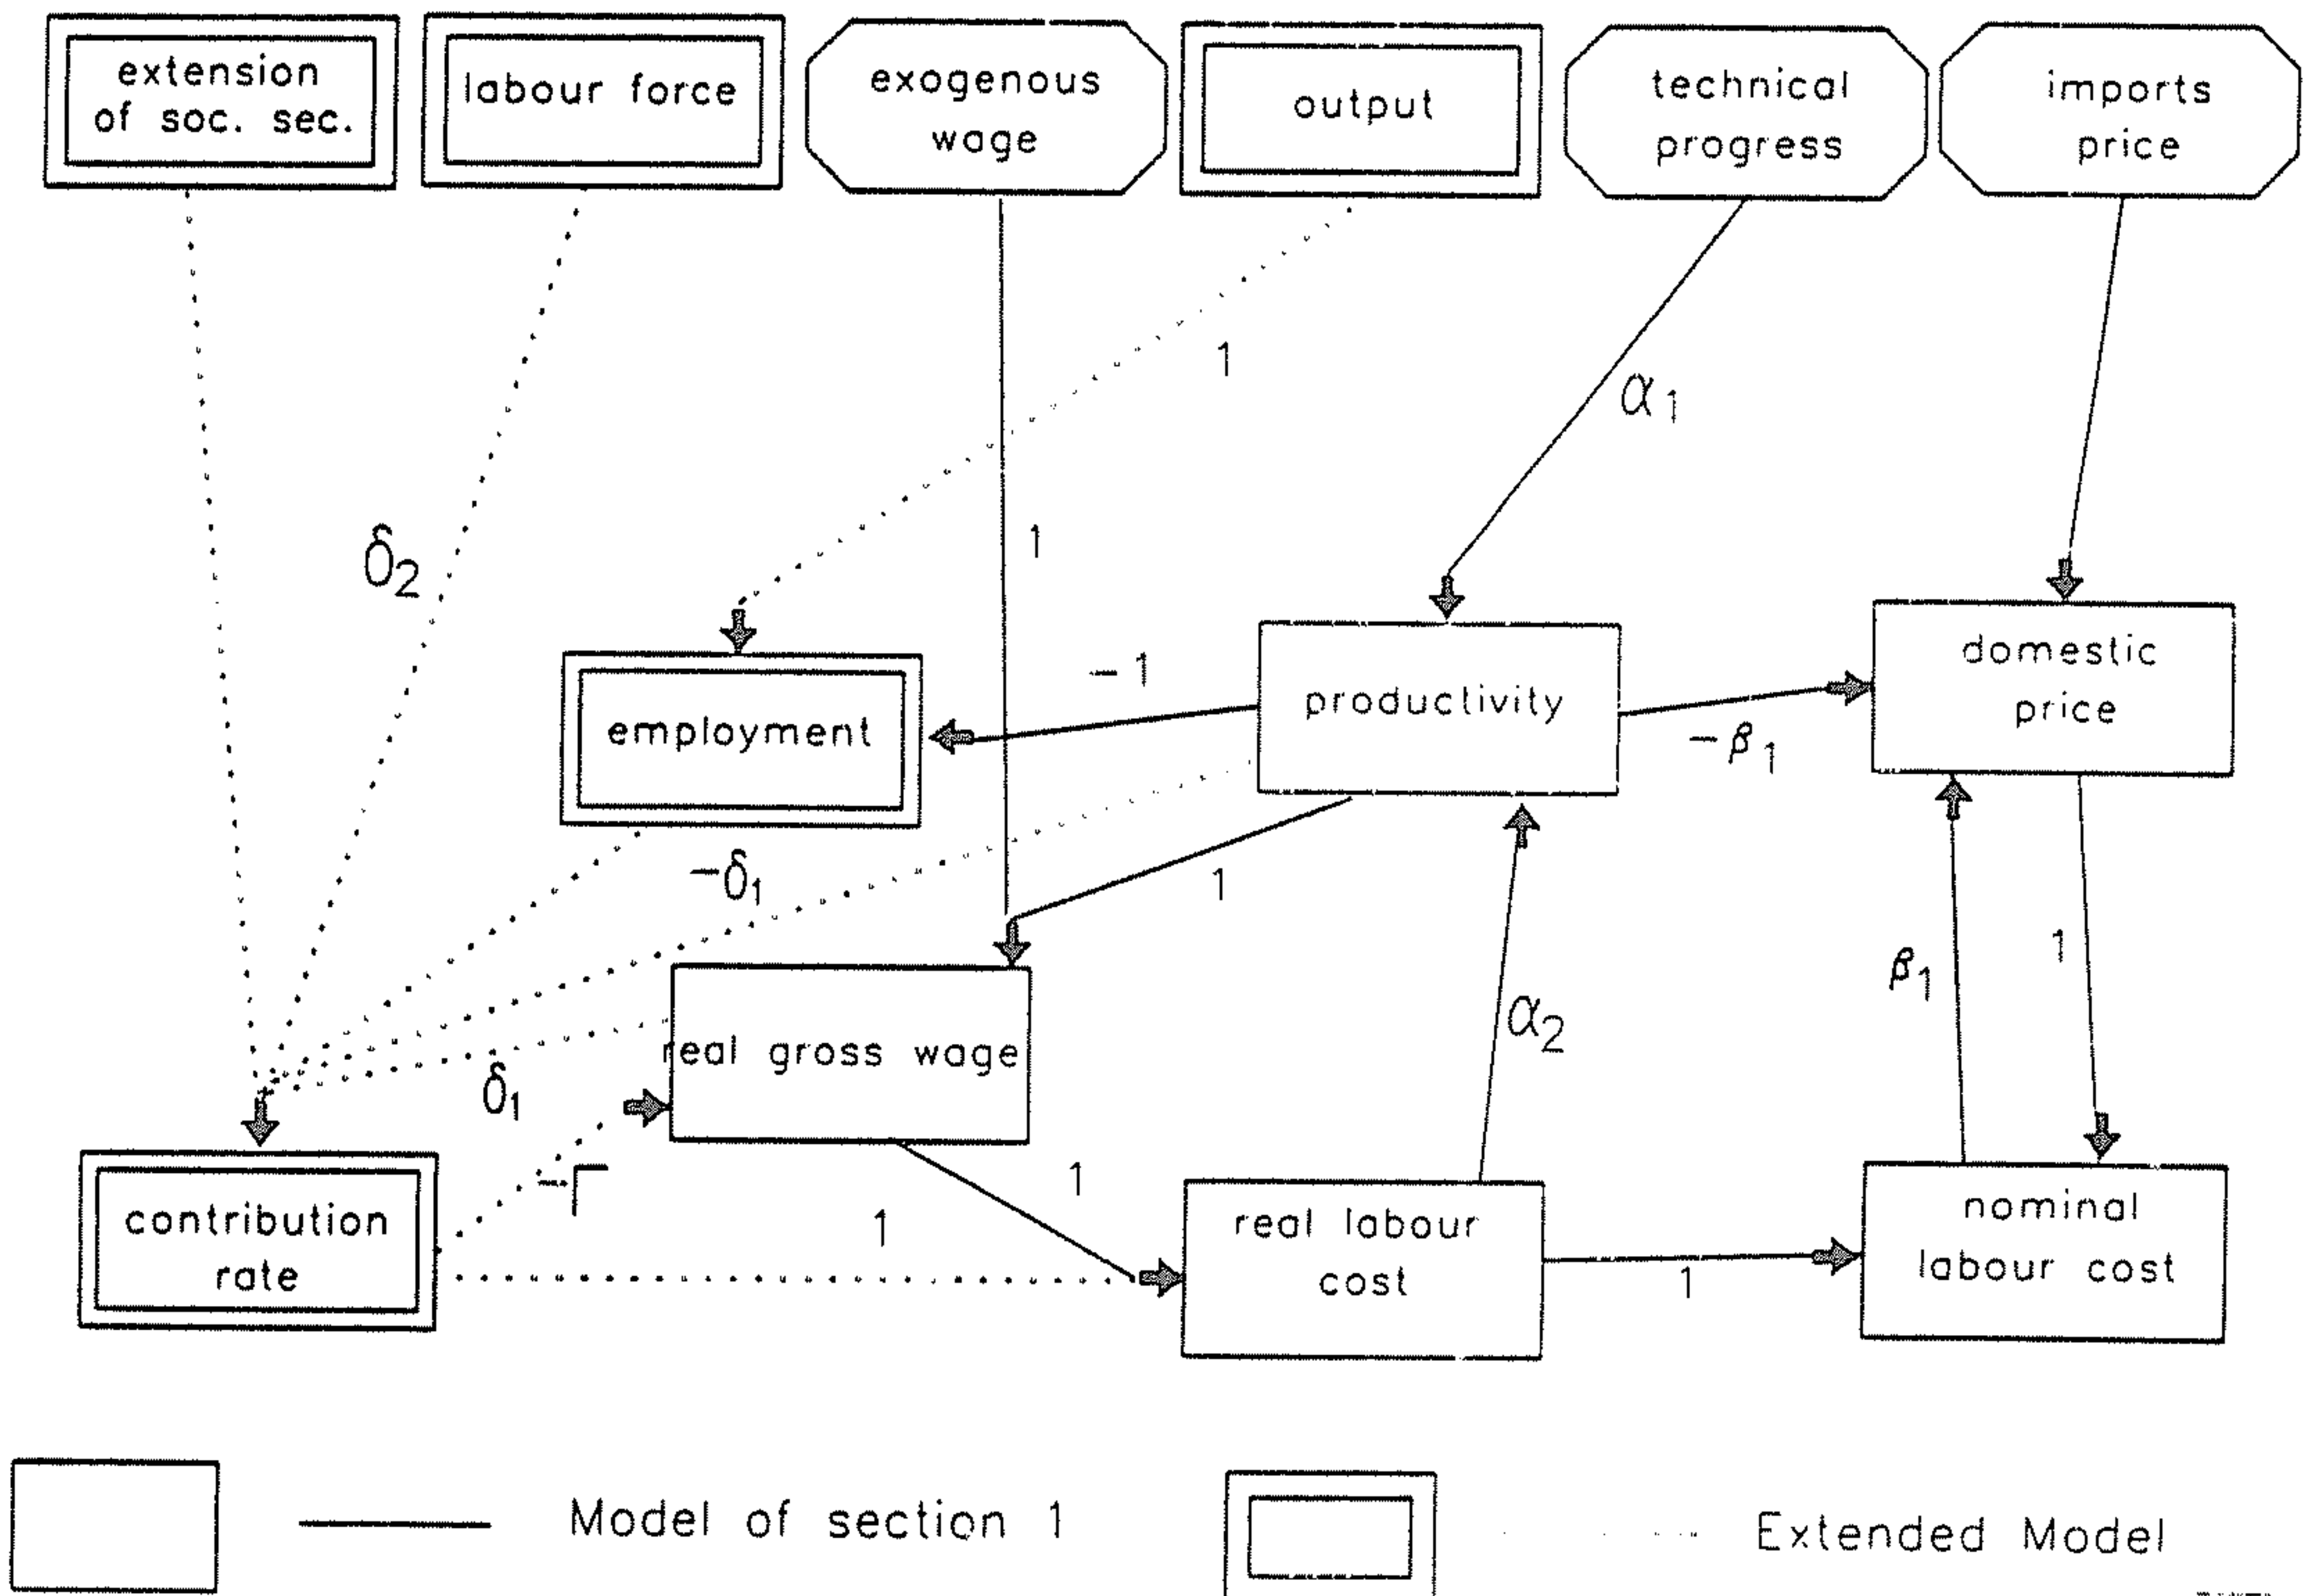 extension
of soc. sec.
labour force
exogenous
wage
output
technical
progress
imports
price
1
α1
δ2
1
-1
employment
productivity
domestic
price
-β1
-δ1
1
β1
1
real gross wage
α2
δ1
-Γ
1
1
contribution
rate
real labour
cost
1
nominal
labour cost
Model of section 1
Extended Model